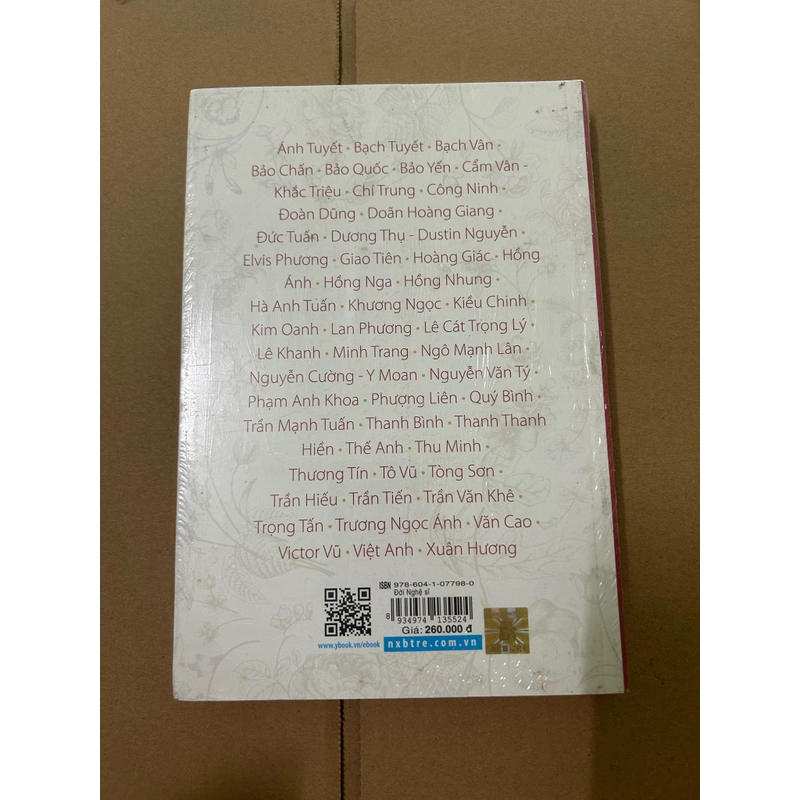 Ánh Tuyết • Bạch Tuyết • Bạch Vân •
Bảo Chấn • Bảo Quốc • Bảo Yến • Cẩm Vân -
Khắc Triệu • Chí Trung • Công Ninh •
Đoàn Dũng • Doãn Hoàng Giang •
Đức Tuấn • Dương Thụ - Dustin Nguyễn •
Elvis Phương • Giao Tiên • Hoàng Giác • Hồng
Ánh • Hồng Nga • Hồng Nhung •
Hà Anh Tuấn • Khương Ngọc • Kiều Chinh •
Kim Oanh • Lan Phương • Lê Cát Trọng Lý •
Lê Khanh • Minh Trang • Ngô Mạnh Lân •
Nguyễn Cường - Y Moan • Nguyễn Văn Tý •
Phạm Anh Khoa • Phượng Liên • Quý Bình •
Trần Mạnh Tuấn • Thanh Bình • Thanh Thanh
Hiền • Thế Anh • Thu Minh •
Thương Tín • Tô Vũ • Tòng Sơn •
Trần Hiếu • Trần Tiến • Trần Văn Khê •
Trọng Tấn • Trương Ngọc Ánh • Văn Cao •
Victor Vũ • Việt Anh • Xuân Hương
ISBN 978-604-1-07798-0
Đời Nghệ sĩ
8 934974 135524
Giá: 260.000 đ
www.ybook.vn/ebook
nxbtre.com.vn